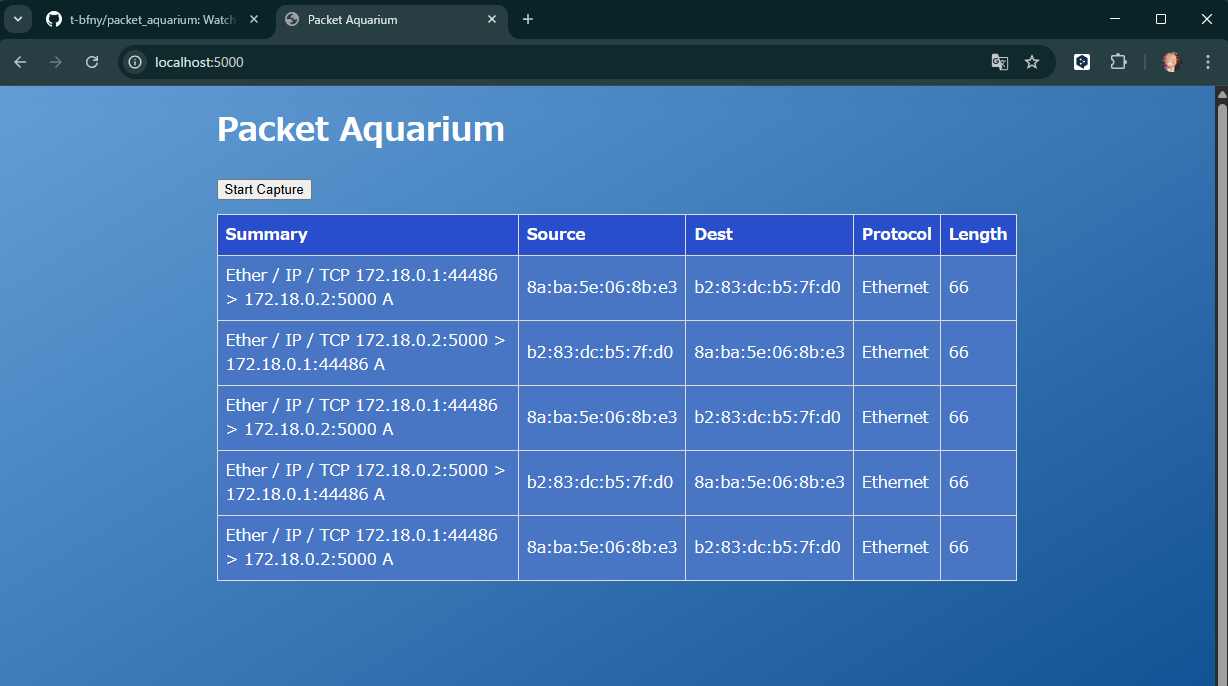 t-bfny/packet_aquarium: Watch
Packet Aquarium
localhost:5000
Packet Aquarium
Start Capture
Summary Source Dest Protocol Length
Ether / IP / TCP 172.18.0.1:44486
> 172.18.0.2:5000 A
8a:ba:5e:06:8b:e3 b2:83:dc:b5:7f:d0 Ethernet 66
Ether / IP / TCP 172.18.0.2:5000 >
172.18.0.1:44486 A
b2:83:dc:b5:7f:d0 8a:ba:5e:06:8b:e3 Ethernet 66
Ether / IP / TCP 172.18.0.1:44486
> 172.18.0.2:5000 A
8a:ba:5e:06:8b:e3 b2:83:dc:b5:7f:d0 Ethernet 66
Ether / IP / TCP 172.18.0.2:5000 >
172.18.0.1:44486 A
b2:83:dc:b5:7f:d0 8a:ba:5e:06:8b:e3 Ethernet 66
Ether / IP / TCP 172.18.0.1:44486
> 172.18.0.2:5000 A
8a:ba:5e:06:8b:e3 b2:83:dc:b5:7f:d0 Ethernet 66